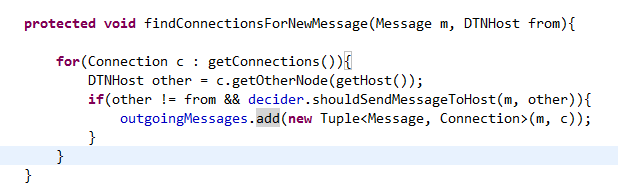 protected void findConnectionsForNewMessage(Message m, DTNHost from){
for(Connection c : getConnections()){
DTNHost other = c.getOtherNode(getHost());
if(other != from && decider.shouldSendMessageToHost(m, other)){
outgoingMessages.add(new Tuple<Message, Connection>(m, c));
}
}
}